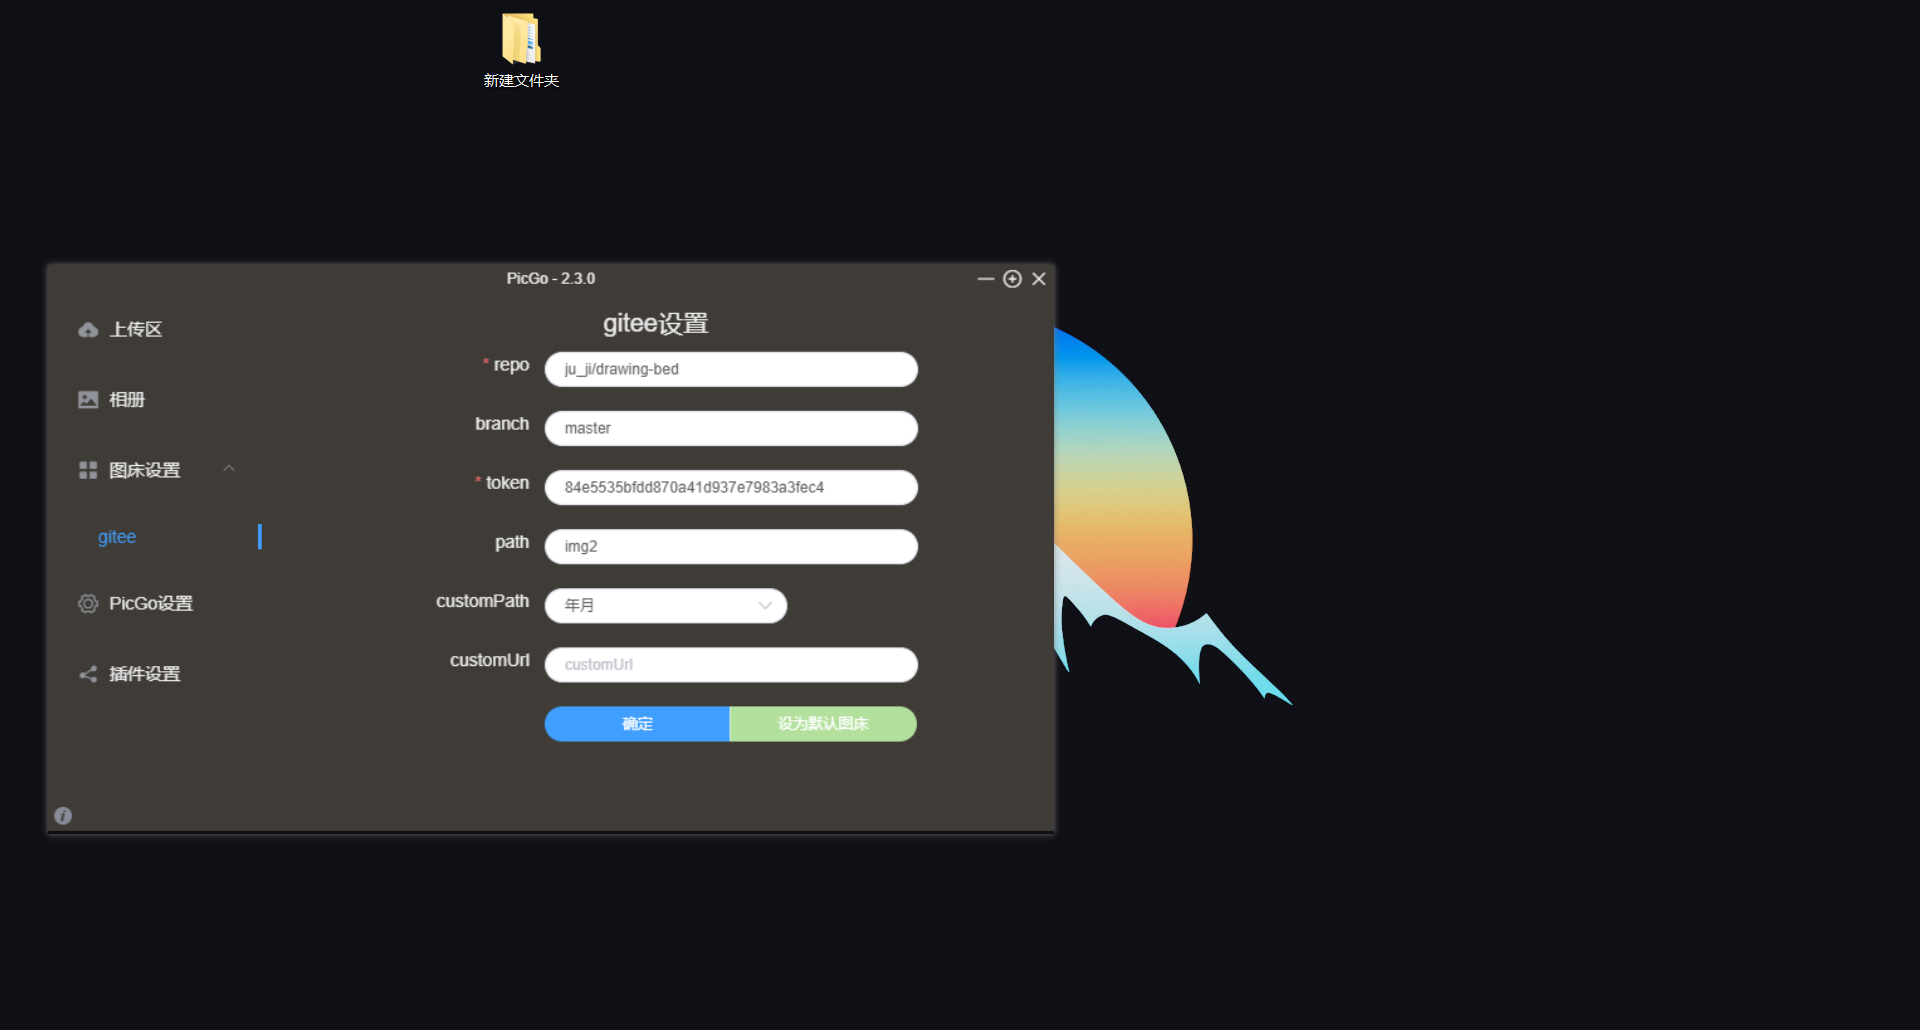 新建文件夹
PicGo - 2.3.0
上传区
相册
图床设置
gitee
PicGo设置
插件设置
gitee设置
* repo
ju_ji/drawing-bed
branch
master
* token
84e5535bfdd870a41d937e7983a3fec4
path
img2
customPath
年月
customUrl
customUrl
确定
设为默认图床